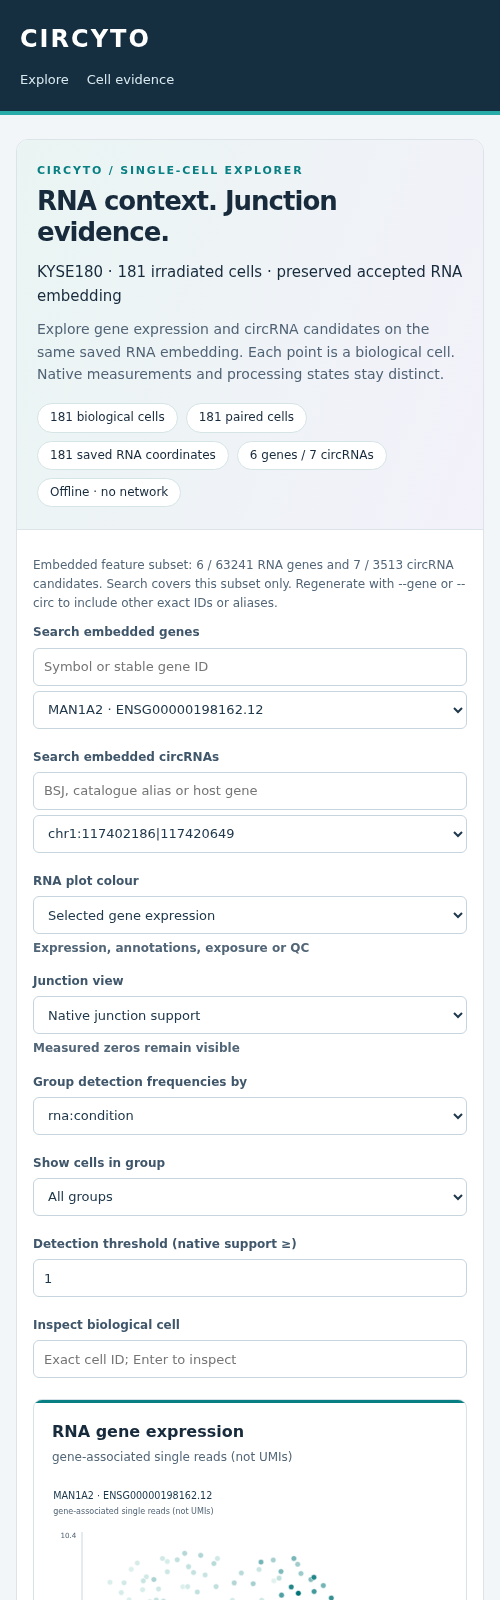 CIRCYTO
Explore Cell evidence
CIRCYTO / SINGLE-CELL EXPLORER
RNA context. Junction
evidence.
KYSE180 · 181 irradiated cells · preserved accepted RNA
embedding
Explore gene expression and circRNA candidates on the
same saved RNA embedding. Each point is a biological cell.
Native measurements and processing states stay distinct.
181 biological cells 181 paired cells
181 saved RNA coordinates 6 genes / 7 circRNAs
Offline · no network
Embedded feature subset: 6 / 63241 RNA genes and 7 / 3513 circRNA
candidates. Search covers this subset only. Regenerate with --gene or --
circ to include other exact IDs or aliases.
Search embedded genes
Symbol or stable gene ID
MAN1A2 · ENSG00000198162.12
Search embedded circRNAs
BSJ, catalogue alias or host gene
chr1:117402186|117420649
RNA plot colour
Selected gene expression
Expression, annotations, exposure or QC
Junction view
Native junction support
Measured zeros remain visible
Group detection frequencies by
rna:condition
Show cells in group
All groups
Detection threshold (native support ≥)
1
Inspect biological cell
Exact cell ID; Enter to inspect
RNA gene expression
gene-associated single reads (not UMIs)
MAN1A2 · ENSG00000198162.12
gene-associated single reads (not UMIs)
10.4